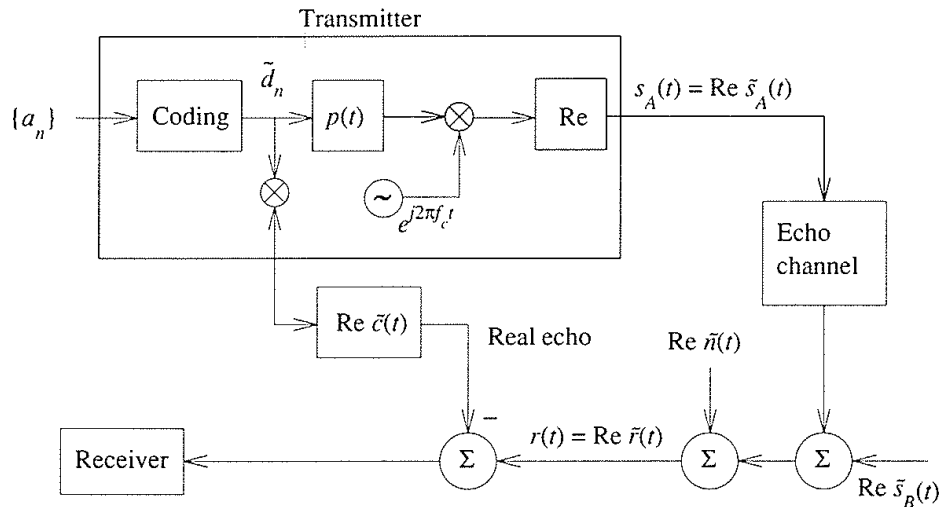 Transmitter
{a_n}
Coding
d̃_n
p(t)
Re
s_A(t) = Re s̃_A(t)
~
e^{j2πf_c t}
Echo
channel
Re c̃(t)
Real echo
Re ñ(t)
−
r(t) = Re r̃(t)
Receiver
Σ
Σ
Σ
Re s̃_B(t)